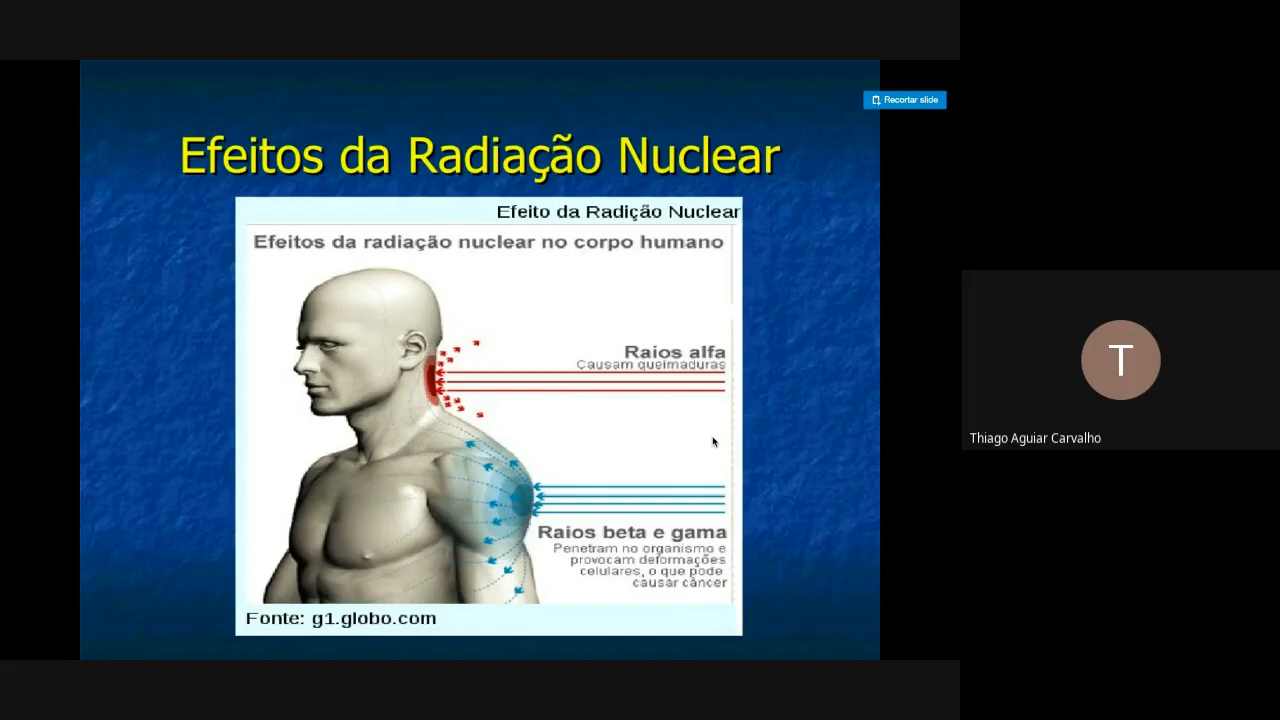 Recortar slide
Efeitos da Radiação Nuclear
Efeito da Radição Nuclear
Efeitos da radiação nuclear no corpo humano
Raios alfa
Causam queimaduras
Raios beta e gama
Penetram no organismo e
provocam deformações
celulares, o que pode
causar câncer
Fonte: g1.globo.com
T
Thiago Aguiar Carvalho